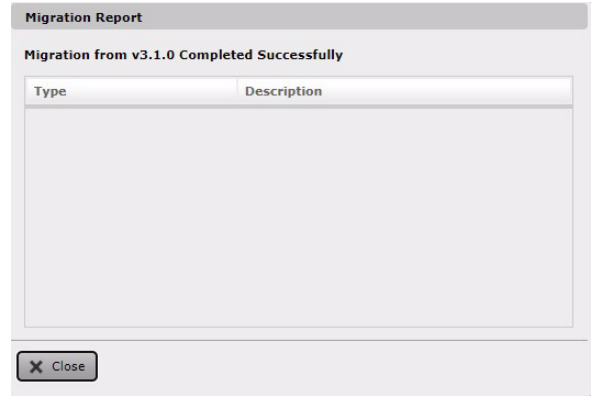 Migration Report
Migration from v3.1.0 Completed Successfully
Type Description
Close